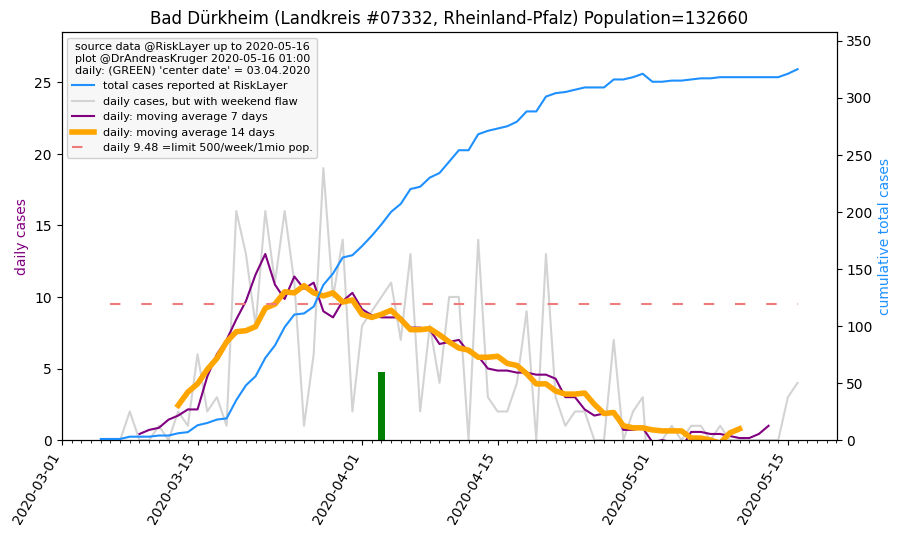 Bad Dürkheim (Landkreis #07332, Rheinland-Pfalz) Population=132660
source data @RiskLayer up to 2020-05-16
plot @DrAndreasKruger 2020-05-16 01:00
daily: (GREEN) 'center date' = 03.04.2020
total cases reported at RiskLayer
daily cases, but with weekend flaw
daily: moving average 7 days
daily: moving average 14 days
daily 9.48 =limit 500/week/1mio pop.
daily cases
25
20
15
10
5
0
350
300
250
200
150
100
50
0
cumulative total cases
2020-03-01
2020-03-15
2020-04-01
2020-04-15
2020-05-01
2020-05-15